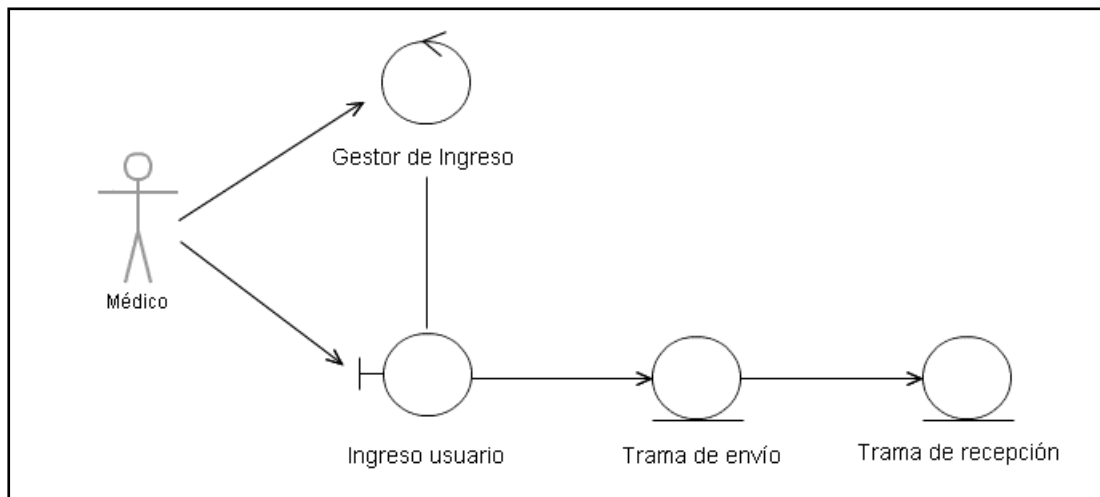 Gestor de Ingreso
Médico
Ingreso usuario
Trama de envío
Trama de recepción